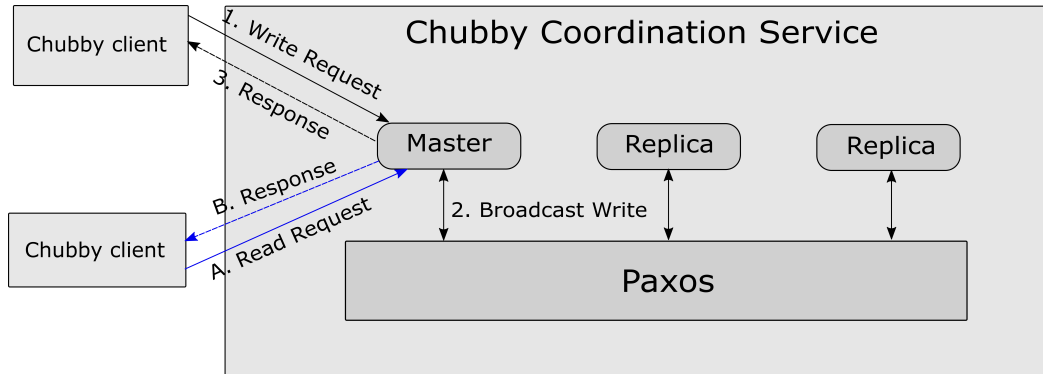 Chubby Coordination Service
Chubby client
1. Write Request
3. Response
Master
Replica
Replica
B. Response
A. Read Request
2. Broadcast Write
Chubby client
Paxos